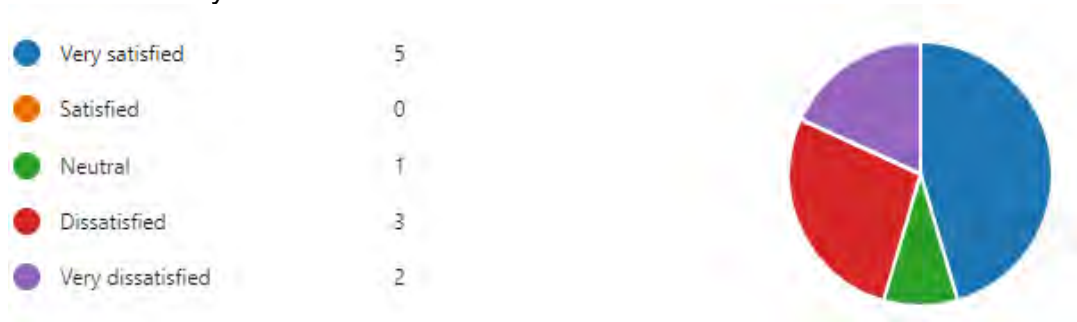 Very satisfied 5
Satisfied 0
Neutral 1
Dissatisfied 3
Very dissatisfied 2